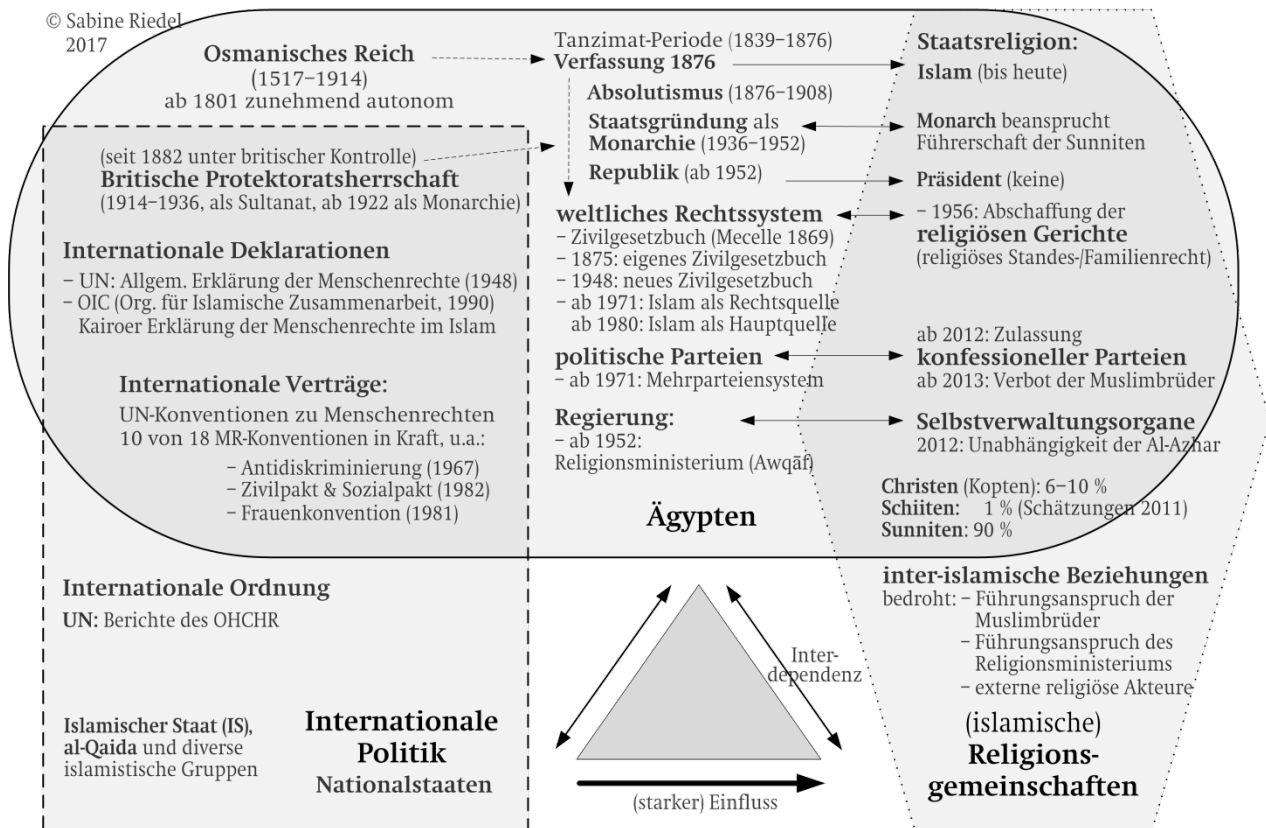 © Sabine Riedel
2017
Osmanisches Reich
(1517–1914)
ab 1801 zunehmend autonom
(seit 1882 unter britischer Kontrolle)
Britische Protektoratsherrschaft
(1914–1936, als Sultanat, ab 1922 als Monarchie)
Internationale Deklarationen
– UN: Allgem. Erklärung der Menschenrechte (1948)
– OIC (Org. für Islamische Zusammenarbeit, 1990)
Kairoer Erklärung der Menschenrechte im Islam
Internationale Verträge:
UN-Konventionen zu Menschenrechten
10 von 18 MR-Konventionen in Kraft, u.a.:
– Antidiskriminierung (1967)
– Zivilpakt & Sozialpakt (1982)
– Frauenkonvention (1981)
Internationale Ordnung
UN: Berichte des OHCHR
Islamischer Staat (IS),
al-Qaida und diverse
islamistische Gruppen
Internationale
Politik
Nationalstaaten
Tanzimat-Periode (1839–1876)
Verfassung 1876
Absolutismus (1876–1908)
Staatsgründung als
Monarchie (1936–1952)
Republik (ab 1952)
weltliches Rechtssystem
– Zivilgesetzbuch (Mecelle 1869)
– 1875: eigenes Zivilgesetzbuch
– 1948: neues Zivilgesetzbuch
– ab 1971: Islam als Rechtsquelle
ab 1980: Islam als Hauptquelle
politische Parteien
– ab 1971: Mehrparteiensystem
Regierung:
– ab 1952:
Religionsministerium (Awqāf)
Ägypten
Inter-
dependenz
(starker) Einfluss
Staatsreligion:
Islam (bis heute)
Monarch beansprucht
Führerschaft der Sunniten
Präsident (keine)
– 1956: Abschaffung der
religiösen Gerichte
(religiöses Standes-/Familienrecht)
ab 2012: Zulassung
konfessioneller Parteien
ab 2013: Verbot der Muslimbrüder
Selbstverwaltungsorgane
2012: Unabhängigkeit der Al-Azhar
Christen (Kopten): 6–10 %
Schiiten: 1 % (Schätzungen 2011)
Sunniten: 90 %
inter-islamische Beziehungen
bedroht: – Führungsanspruch der
Muslimbrüder
– Führungsanspruch des
Religionsministeriums
– externe religiöse Akteure
(islamische)
Religions-
gemeinschaften